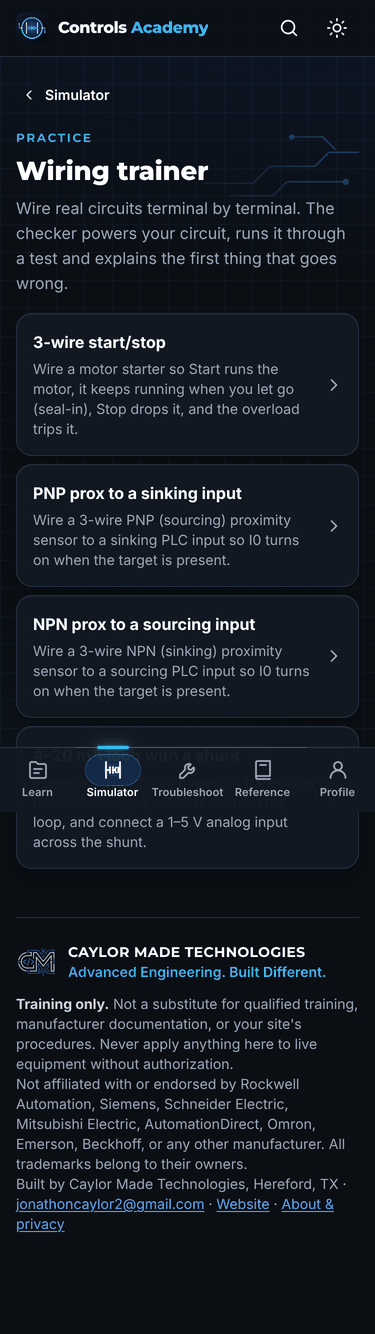 Controls Academy
Simulator
PRACTICE
Wiring trainer
Wire real circuits terminal by terminal. The
checker powers your circuit, runs it through
a test and explains the first thing that goes
wrong.
3-wire start/stop
Wire a motor starter so Start runs the
motor, it keeps running when you let go
(seal-in), Stop drops it, and the overload
trips it.
PNP prox to a sinking input
Wire a 3-wire PNP (sourcing) proximity
sensor to a sinking PLC input so I0 turns
on when the target is present.
NPN prox to a sourcing input
Wire a 3-wire NPN (sinking) proximity
sensor to a sourcing PLC input so I0 turns
on when the target is present.
with a shunt
Learn
Simulator
Troubleshoot
Reference
Profile
loop, and connect a 1–5 V analog input
across the shunt.
CAYLOR MADE TECHNOLOGIES
Advanced Engineering. Built Different.
Training only. Not a substitute for qualified training,
manufacturer documentation, or your site's
procedures. Never apply anything here to live
equipment without authorization.
Not affiliated with or endorsed by Rockwell
Automation, Siemens, Schneider Electric,
Mitsubishi Electric, AutomationDirect, Omron,
Emerson, Beckhoff, or any other manufacturer. All
trademarks belong to their owners.
Built by Caylor Made Technologies, Hereford, TX ·
jonathoncaylor2@gmail.com · Website · About &
privacy